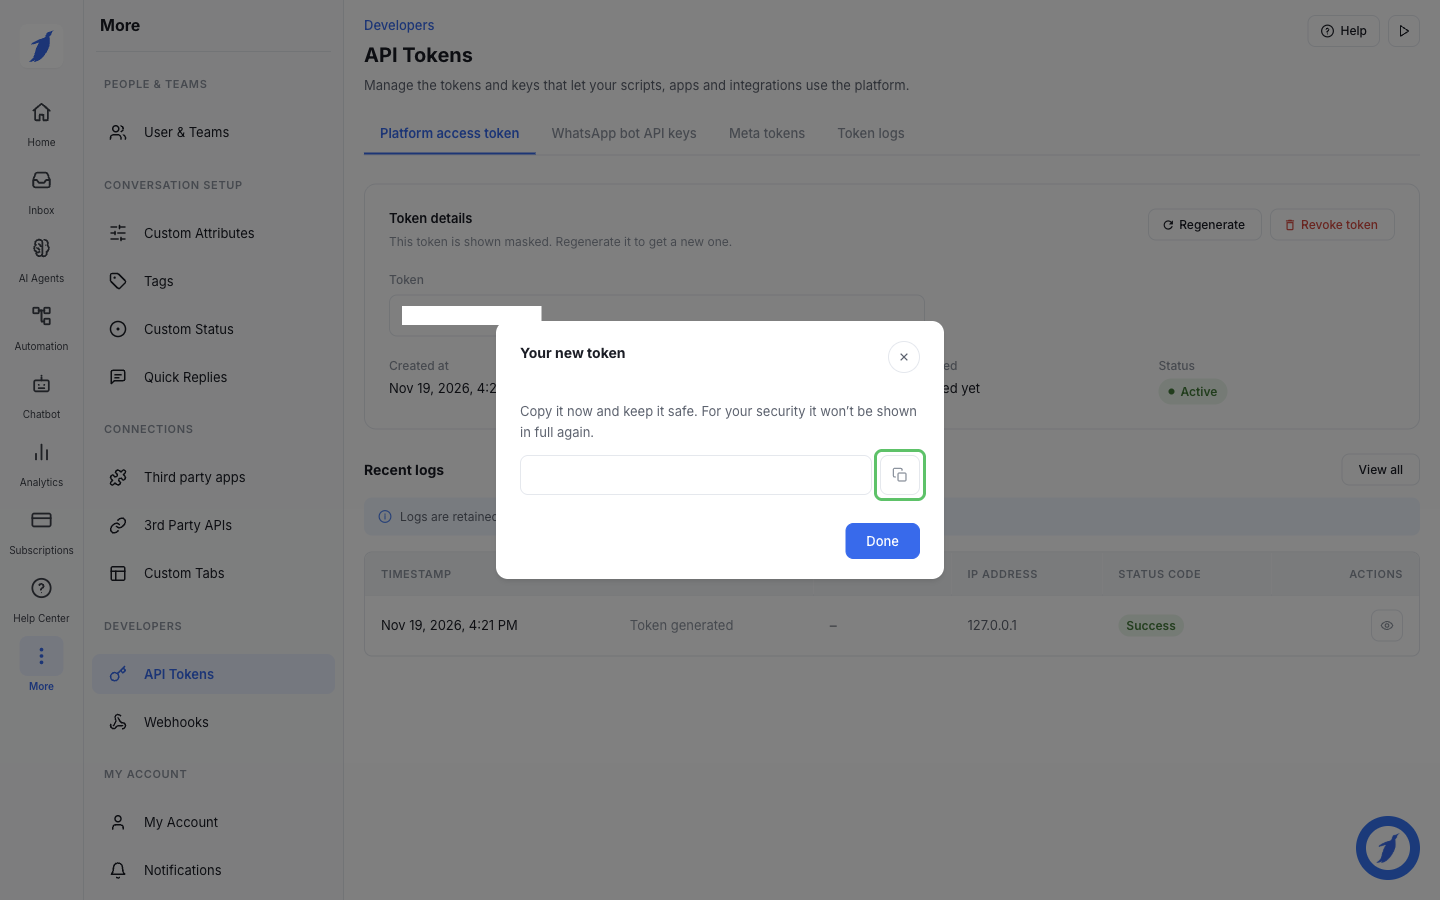 More
Home
Inbox
AI Agents
Automation
Chatbot
Analytics
Subscriptions
Help Center
More
PEOPLE & TEAMS
User & Teams
CONVERSATION SETUP
Custom Attributes
Tags
Custom Status
Quick Replies
CONNECTIONS
Third party apps
3rd Party APIs
Custom Tabs
DEVELOPERS
API Tokens
Webhooks
MY ACCOUNT
My Account
Notifications
Developers
API Tokens
Manage the tokens and keys that let your scripts, apps and integrations use the platform.
Help
Platform access token WhatsApp bot API keys Meta tokens Token logs
Token details
This token is shown masked. Regenerate it to get a new one.
Regenerate Revoke token
Token
Created at
Nov 19, 2026, 4:2
ed
ed yet
Status
Active
Your new token
Copy it now and keep it safe. For your security it won’t be shown
in full again.
Done
Recent logs
View all
Logs are retained
TIMESTAMP IP ADDRESS STATUS CODE ACTIONS
Nov 19, 2026, 4:21 PM Token generated – 127.0.0.1 Success